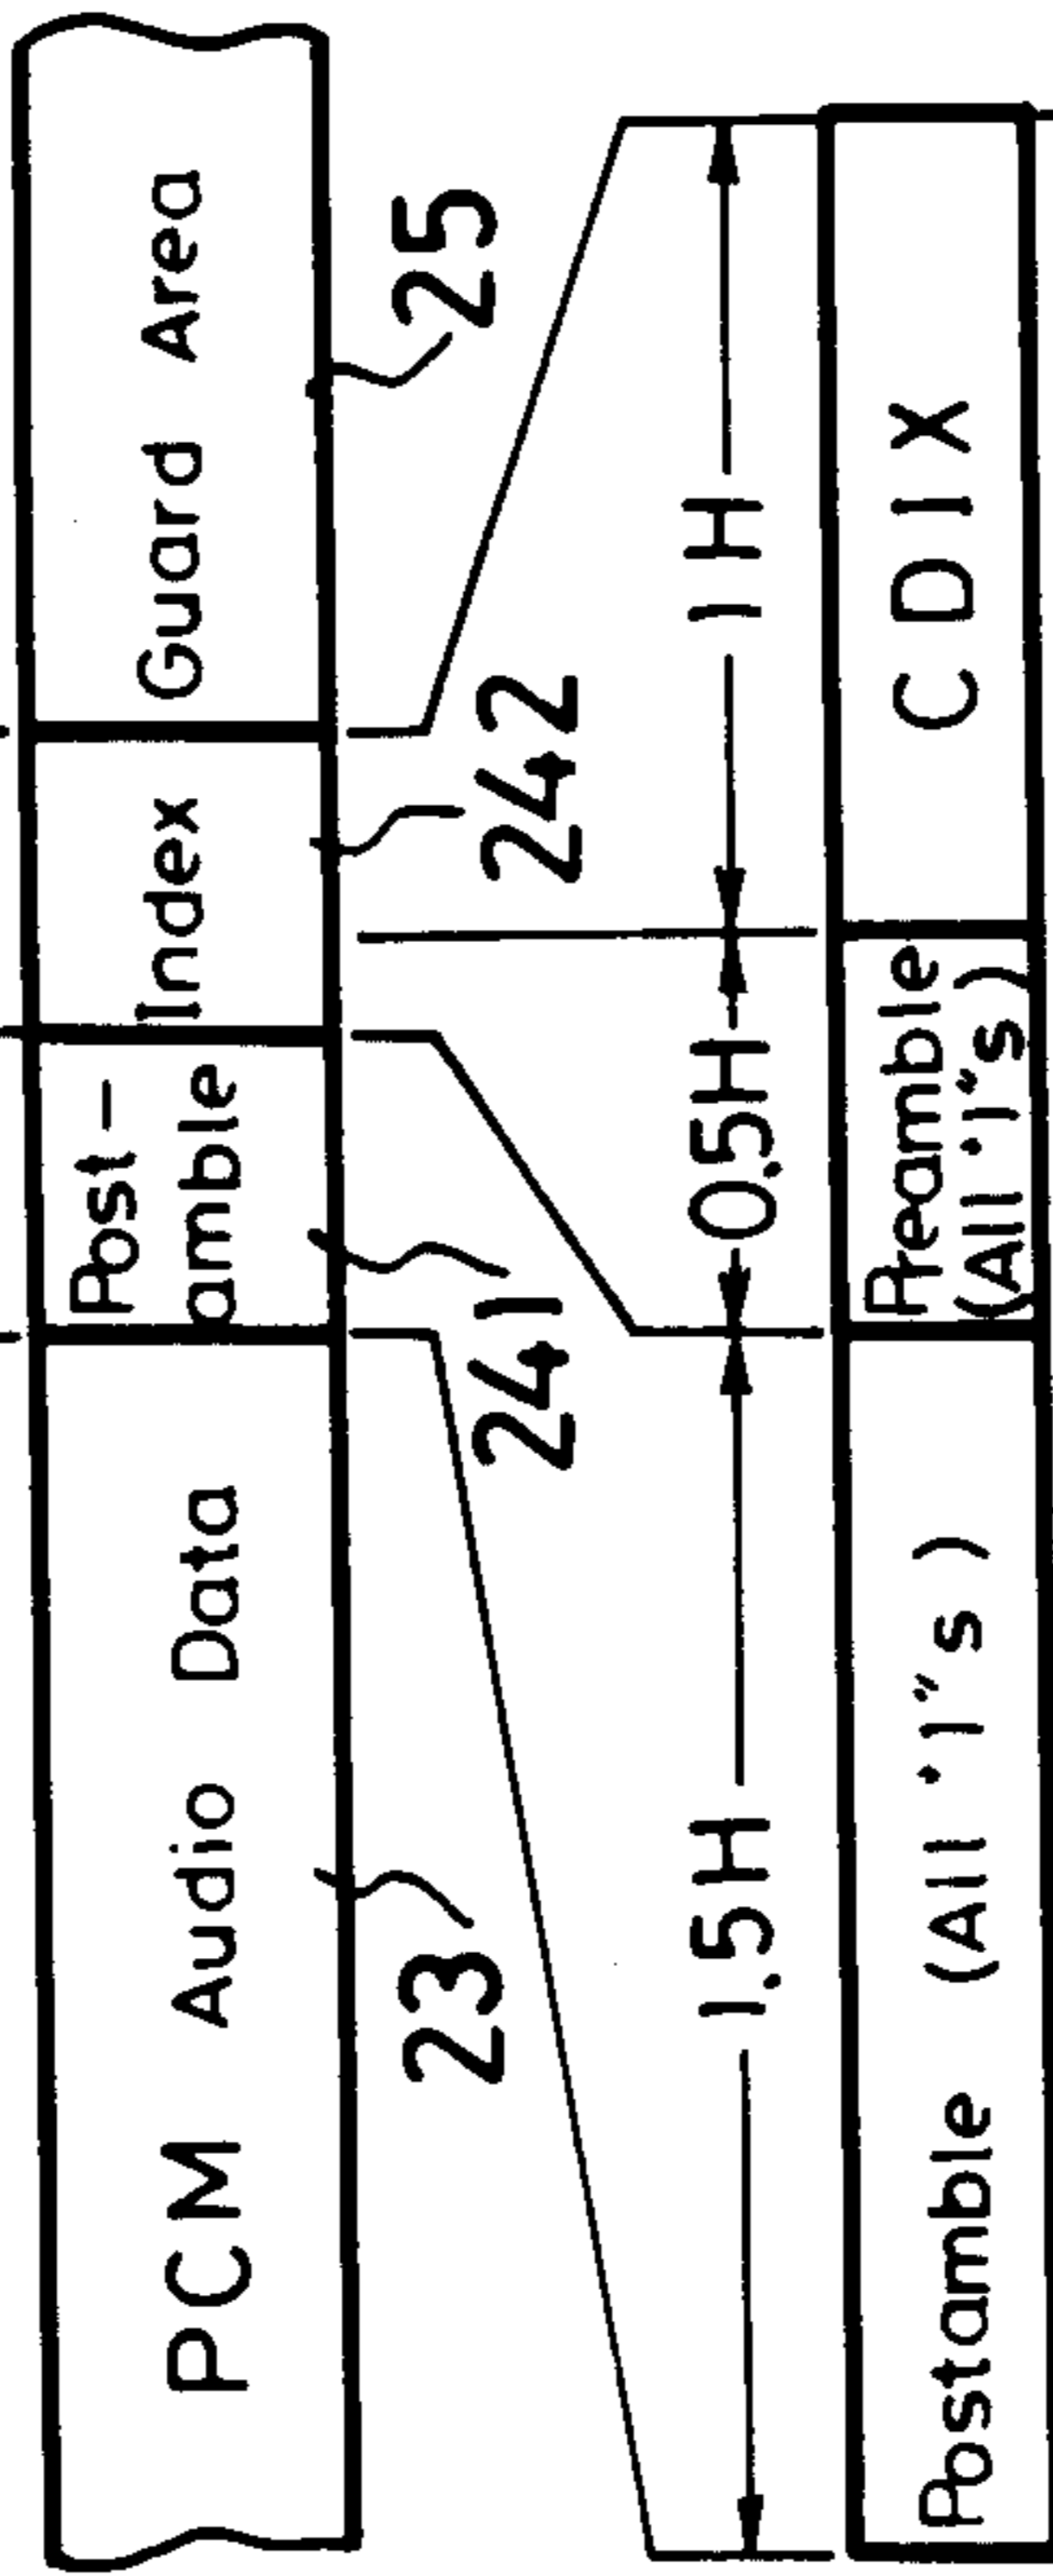 PCM Audio Data
Post-
amble
Index
Guard Area
23
241
242
25
1.5H
0.5H
1H
Postamble (All '1"s)
Preamble
(All '1"s)
CDIX